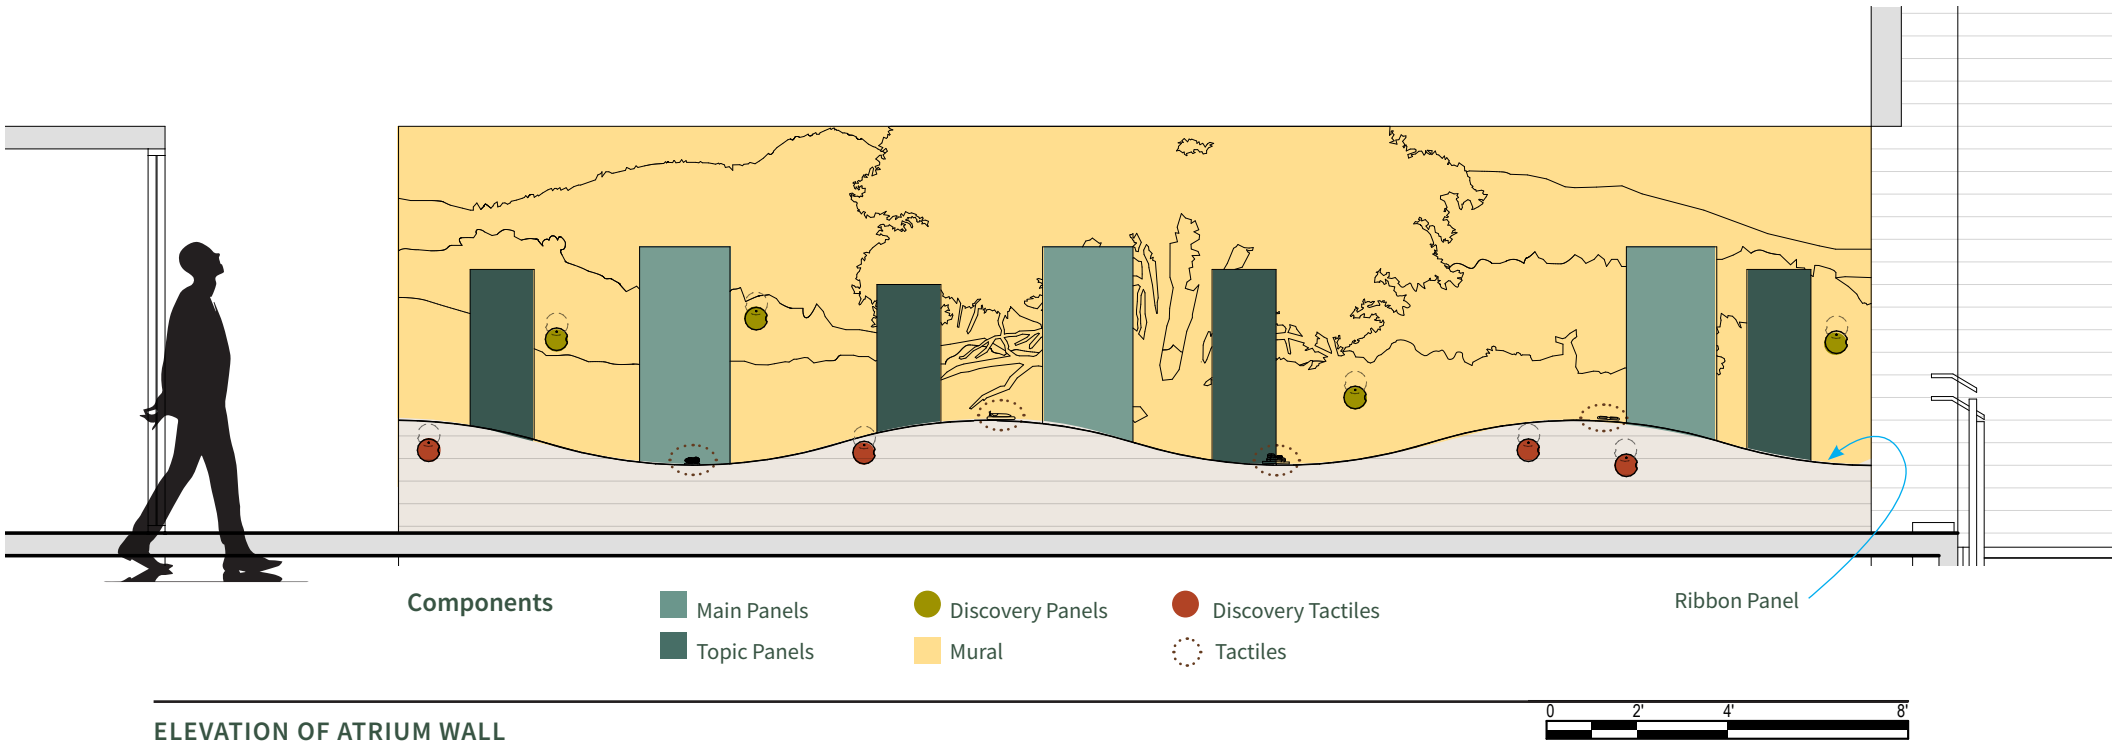 Components
Main Panels
Topic Panels
Discovery Panels
Mural
Discovery Tactiles
Tactiles
Ribbon Panel
ELEVATION OF ATRIUM WALL
0 2' 4' 8'